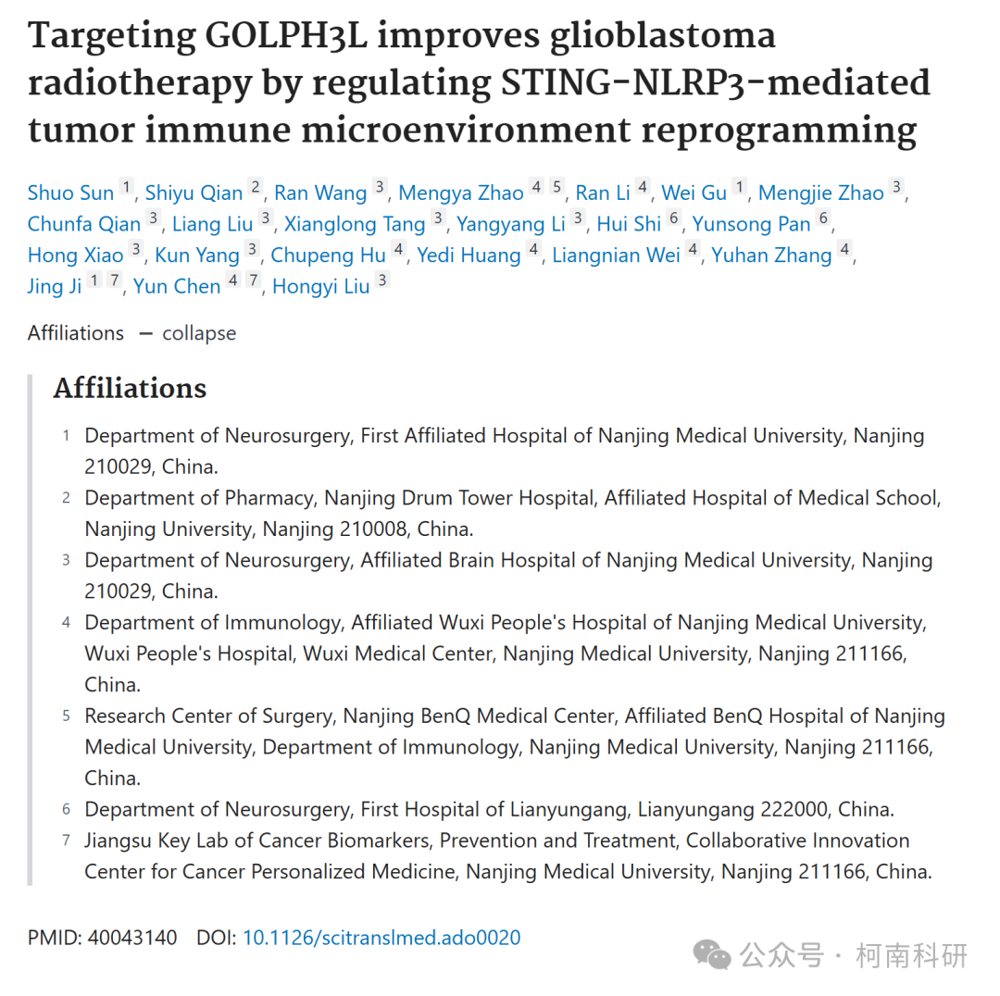 Targeting GOLPH3L improves glioblastoma
radiotherapy by regulating STING-NLRP3-mediated
tumor immune microenvironment reprogramming
Shuo Sun 1, Shiyu Qian 2, Ran Wang 3, Mengya Zhao 4 5, Ran Li 4, Wei Gu 1, Mengjie Zhao 3,
Chunfa Qian 3, Liang Liu 3, Xianglong Tang 3, Yangyang Li 3, Hui Shi 6, Yunsong Pan 6,
Hong Xiao 3, Kun Yang 3, Chupeng Hu 4, Yedi Huang 4, Liangnian Wei 4, Yuhan Zhang 4,
Jing Ji 1 7, Yun Chen 4 7, Hongyi Liu 3
Affiliations — collapse
Affiliations
1 Department of Neurosurgery, First Affiliated Hospital of Nanjing Medical University, Nanjing
210029, China.
2 Department of Pharmacy, Nanjing Drum Tower Hospital, Affiliated Hospital of Medical School,
Nanjing University, Nanjing 210008, China.
3 Department of Neurosurgery, Affiliated Brain Hospital of Nanjing Medical University, Nanjing
210029, China.
4 Department of Immunology, Affiliated Wuxi People's Hospital of Nanjing Medical University,
Wuxi People's Hospital, Wuxi Medical Center, Nanjing Medical University, Nanjing 211166,
China.
5 Research Center of Surgery, Nanjing BenQ Medical Center, Affiliated BenQ Hospital of Nanjing
Medical University, Department of Immunology, Nanjing Medical University, Nanjing 211166,
China.
6 Department of Neurosurgery, First Hospital of Lianyungang, Lianyungang 222000, China.
7 Jiangsu Key Lab of Cancer Biomarkers, Prevention and Treatment, Collaborative Innovation
Center for Cancer Personalized Medicine, Nanjing Medical University, Nanjing 211166, China.
PMID: 40043140 DOI: 10.1126/scitranslmed.ado0020
公众号 · 柯南科研